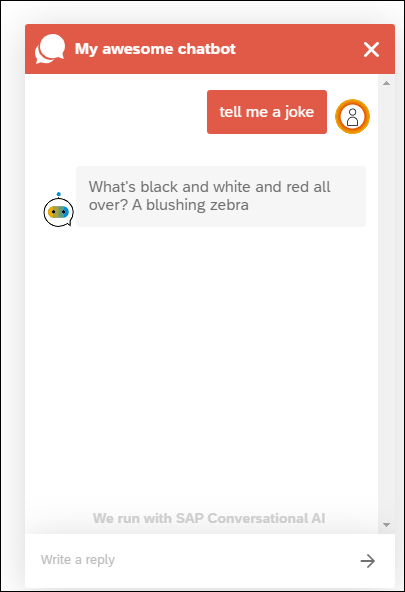 My awesome chatbot
tell me a joke
What's black and white and red all
over? A blushing zebra
We run with SAP Conversational AI
Write a reply